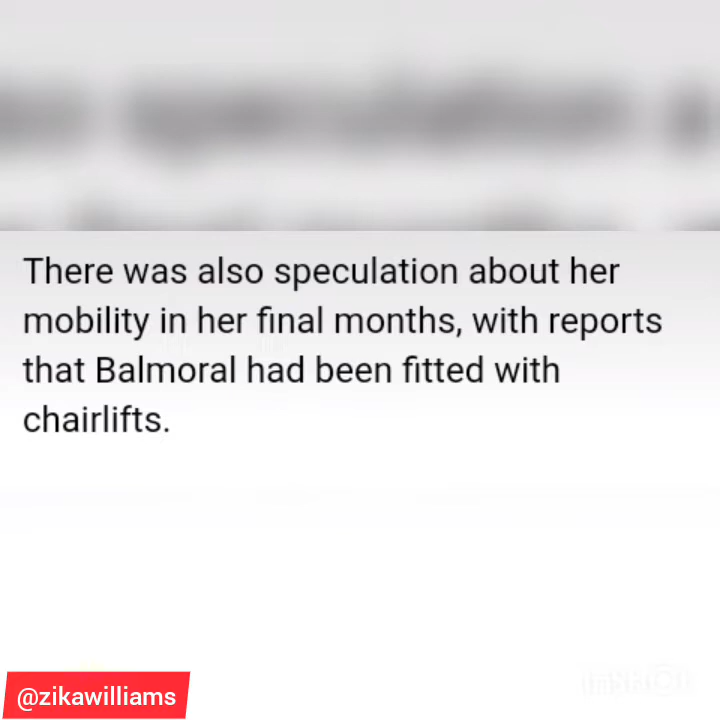 There was also speculation about her
mobility in her final months, with reports
that Balmoral had been fitted with
chairlifts.
@zikawilliams